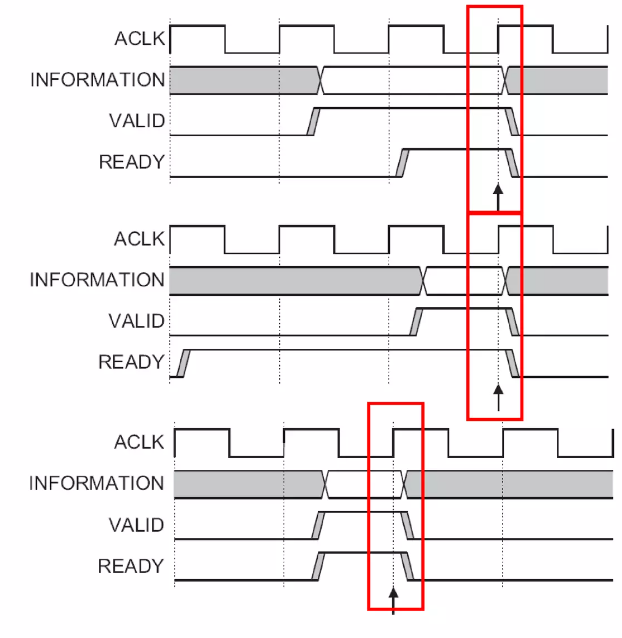 ACLK
INFORMATION
VALID
READY
ACLK
INFORMATION
VALID
READY
ACLK
INFORMATION
VALID
READY